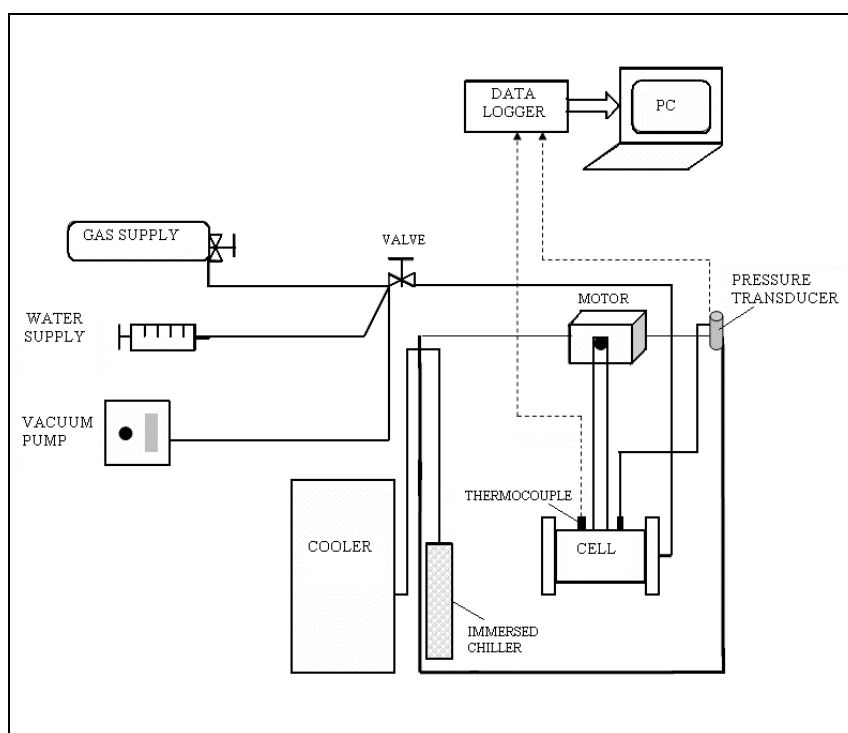 DATA
LOGGER
PC
GAS SUPPLY
VALVE
PRESSURE
TRANSDUCER
MOTOR
WATER
SUPPLY
VACUUM
PUMP
THERMOCOUPLE
COOLER
CELL
IMMERSED
CHILLER